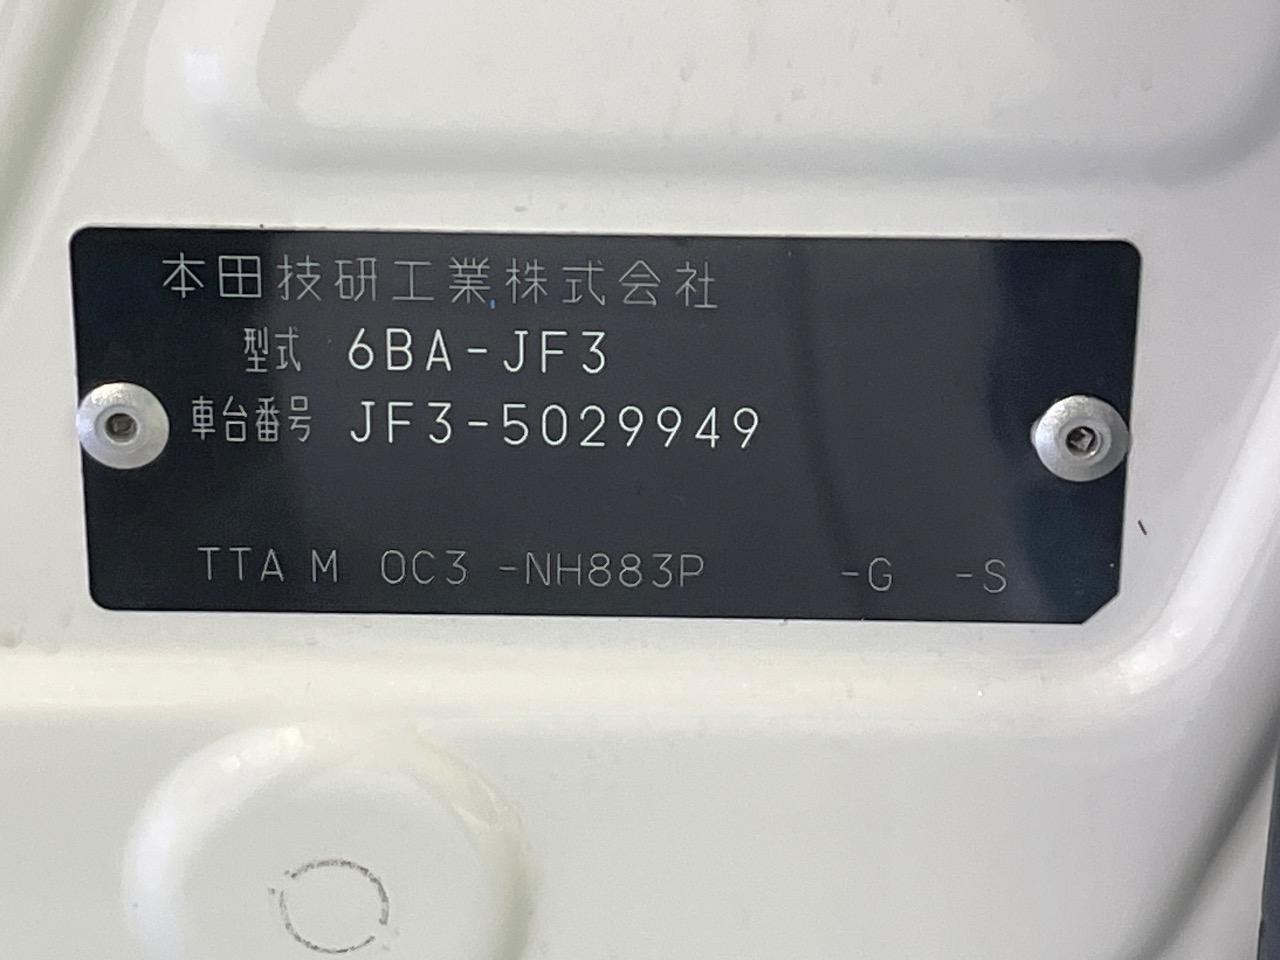 本田技研工業株式会社
型式 6BA-JF3
車台番号 JF3-5029949
TTA M 0C3 -NH883P -G -S